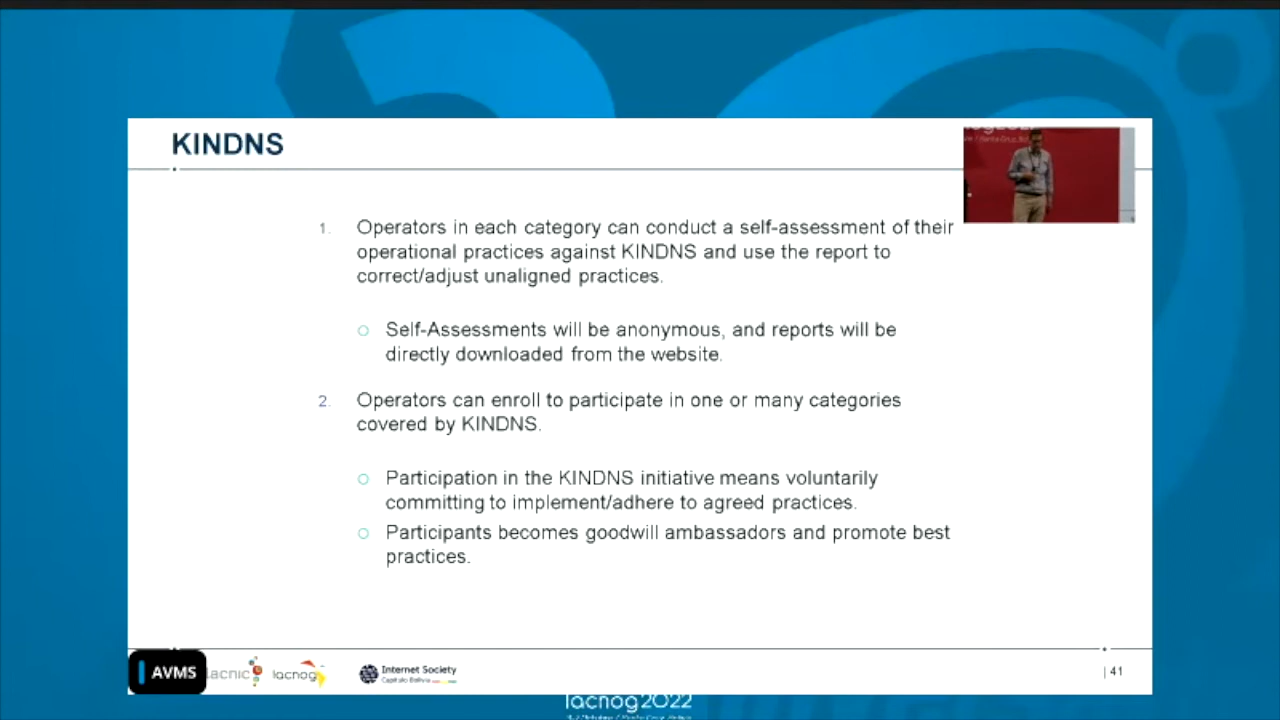 KINDNS
1. Operators in each category can conduct a self-assessment of their
operational practices against KINDNS and use the report to
correct/adjust unaligned practices.
Self-Assessments will be anonymous, and reports will be
directly downloaded from the website.
2. Operators can enroll to participate in one or many categories
covered by KINDNS.
Participation in the KINDNS initiative means voluntarily
committing to implement/adhere to agreed practices.
Participants becomes goodwill ambassadors and promote best
practices.
AVMS
lacnic
lacnog
Internet Society
Capítulo Bolivia
| 41
lacnog2022